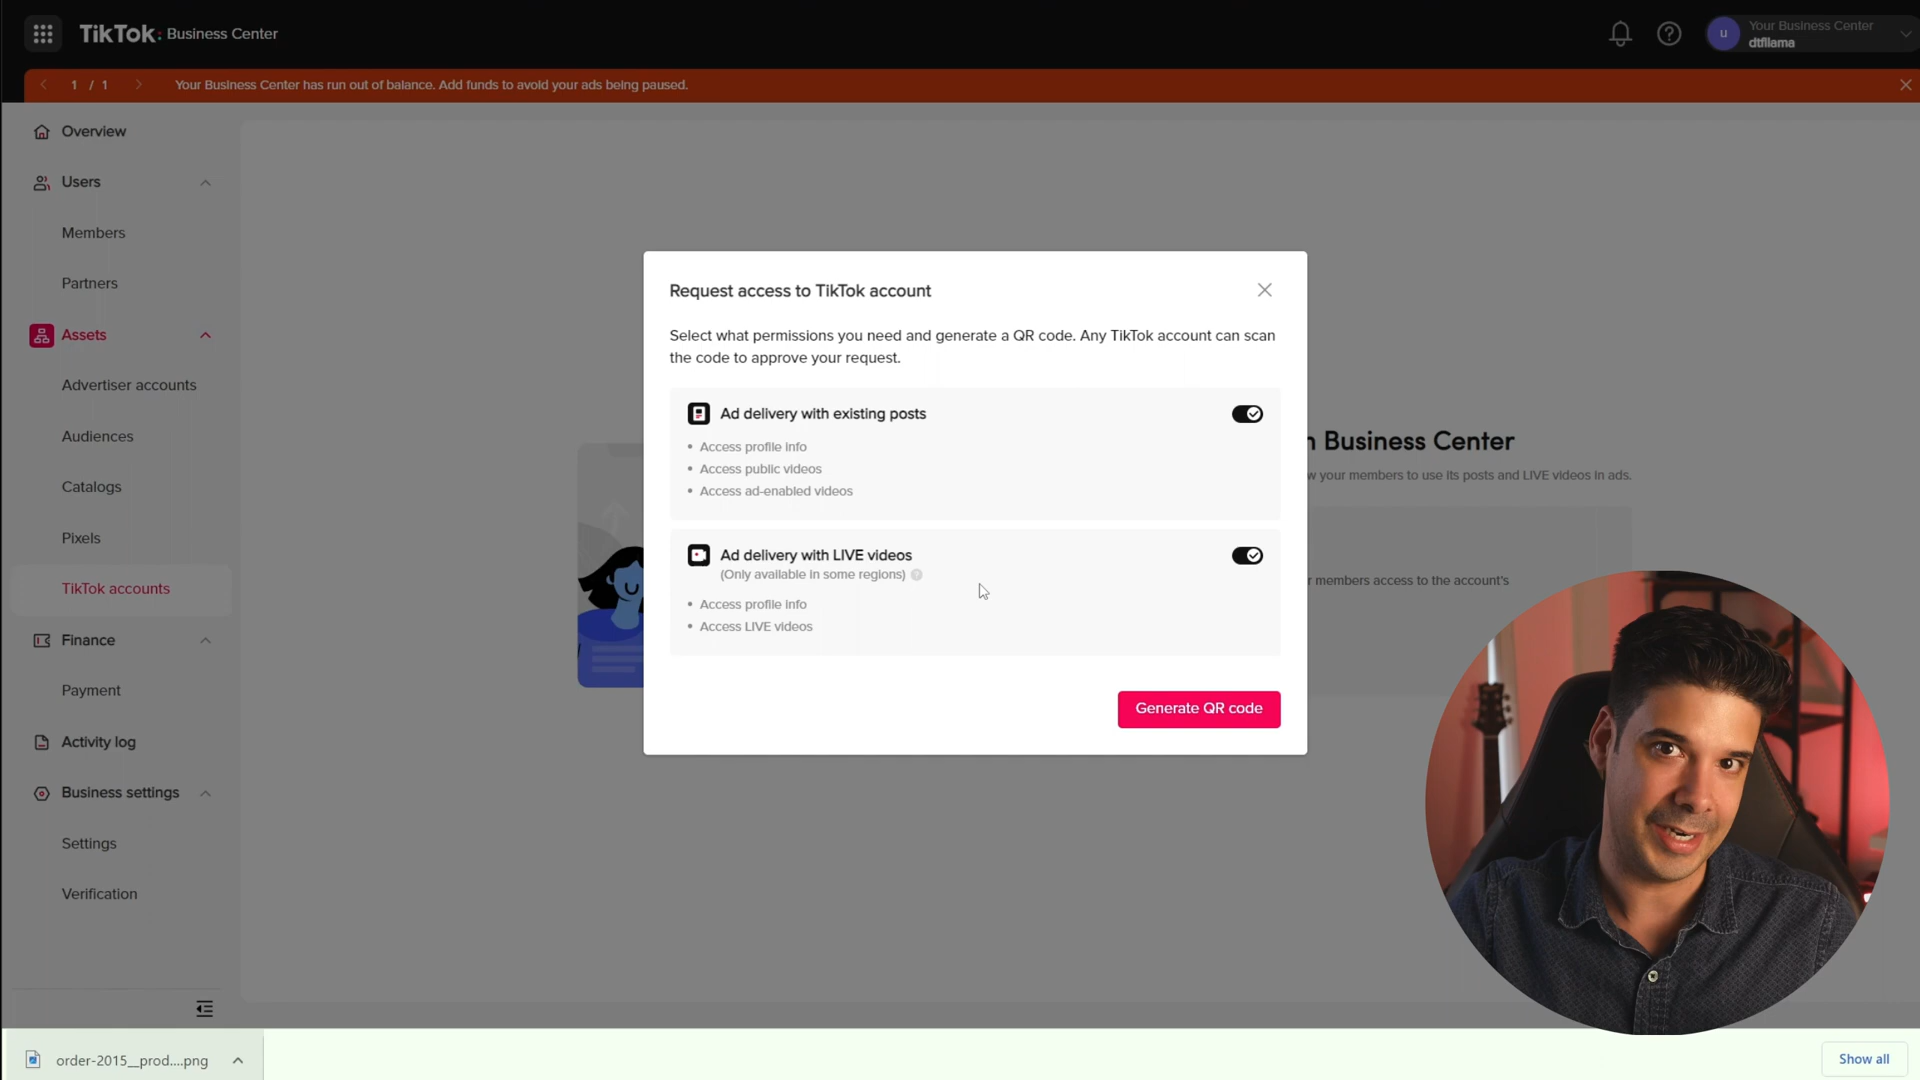 TikTok: Business Center
Your Business Center
u
dtfllama
1 / 1
Your Business Center has run out of balance. Add funds to avoid your ads being paused.
Overview
Users
Members
Partners
Assets
Advertiser accounts
Audiences
Catalogs
Pixels
TikTok accounts
Finance
Payment
Activity log
Business settings
Settings
Verification
Request access to TikTok account
Select what permissions you need and generate a QR code. Any TikTok account can scan
the code to approve your request.
Ad delivery with existing posts
• Access profile info
• Access public videos
• Access ad-enabled videos
Ad delivery with LIVE videos
(Only available in some regions) ?
• Access profile info
• Access LIVE videos
Generate QR code
Business Center
your members to use its posts and LIVE videos in ads.
members access to the account's
order-2015__prod....png
Show all